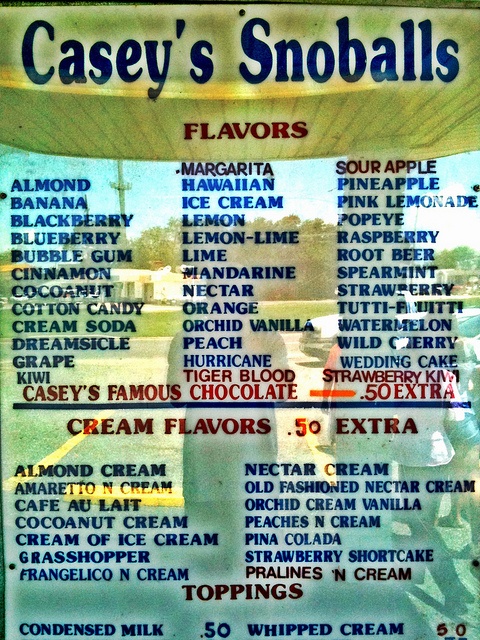 Casey's Snoballs
FLAVORS
ALMOND
BANANA
BLACKBERRY
BLUEBERRY
BUBBLE GUM
CINNAMON
COCOANUT
COTTON CANDY
CREAM SODA
DREAMSICLE
GRAPE
KIWI
MARGARITA
HAWAIIAN
ICE CREAM
LEMON
LEMON-LIME
LIME
MANDARINE
NECTAR
ORANGE
ORCHID VANILLA
PEACH
HURRICANE
TIGER BLOOD
SOUR APPLE
PINEAPPLE
PINK LEMONADE
POPEYE
RASPBERRY
ROOT BEER
SPEARMINT
STRAWBERRY
TUTTI-FRUITTI
WATERMELON
WILD CHERRY
WEDDING CAKE
STRAWBERRY KIWI
CASEY'S FAMOUS CHOCOLATE — .50 EXTRA
CREAM FLAVORS .50 EXTRA
ALMOND CREAM
AMARETTO N CREAM
CAFE AU LAIT
COCOANUT CREAM
CREAM OF ICE CREAM
GRASSHOPPER
FRANGELICO N CREAM
NECTAR CREAM
OLD FASHIONED NECTAR CREAM
ORCHID CREAM VANILLA
PEACHES N CREAM
PINA COLADA
STRAWBERRY SHORTCAKE
PRALINES 'N CREAM
TOPPINGS
CONDENSED MILK .50 WHIPPED CREAM 50